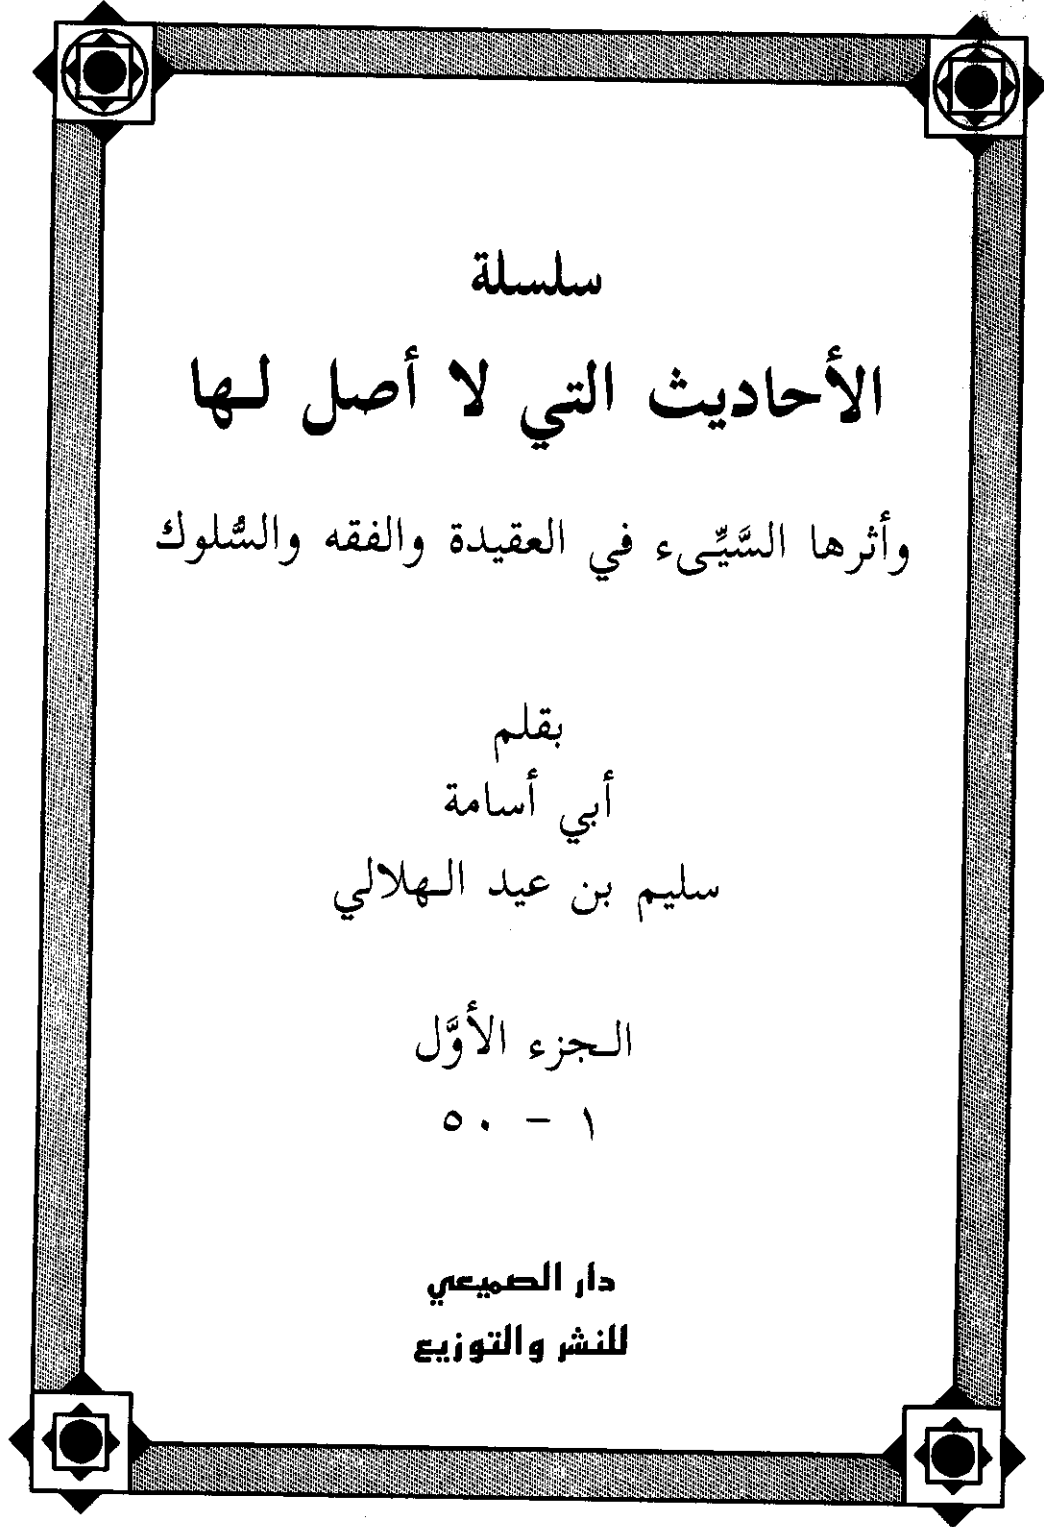 سلسلة
الأحاديث التي لا أصل لها
وأثرها السَّيِّىء في العقيدة والفقه والسُّلوك
بقلم
أبي أسامة
سليم بن عيد الهلالي
الجزء الأوَّل
١ - ٥٠
دار الصميعي
للنشر والتوزيع